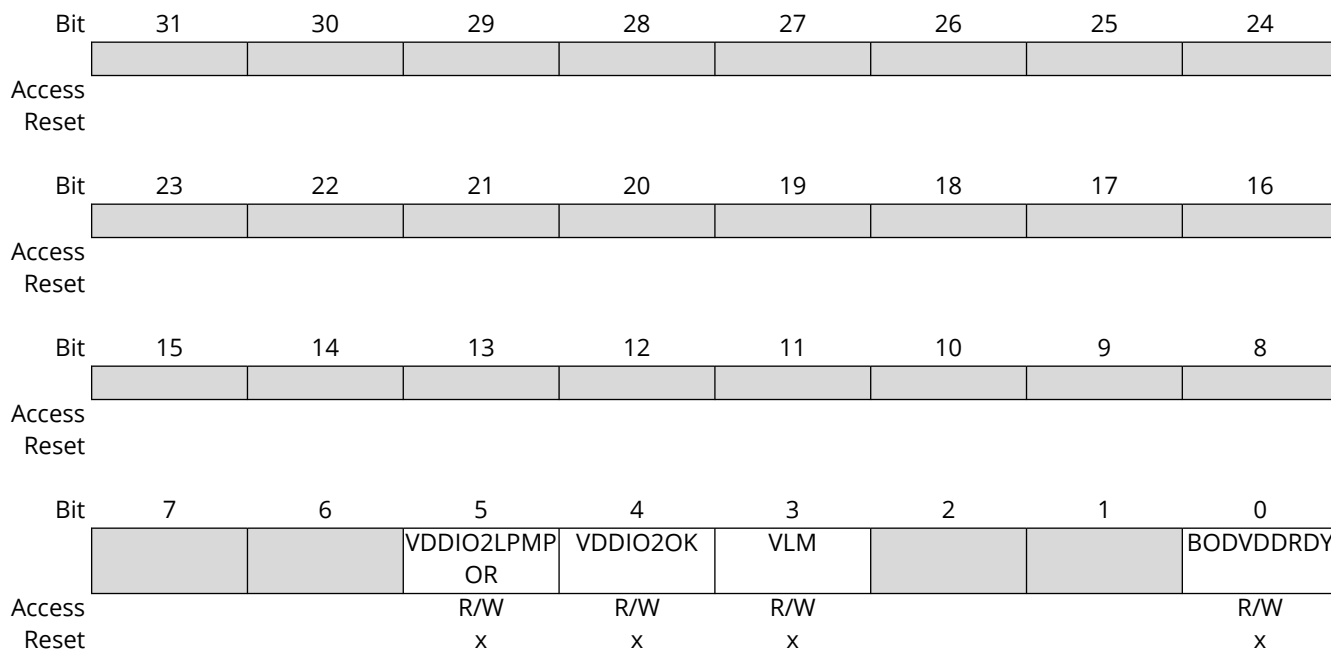 Bit 31 30 29 28 27 26 25 24
Access
Reset
Bit 23 22 21 20 19 18 17 16
Access
Reset
Bit 15 14 13 12 11 10 9 8
Access
Reset
Bit 7 6 5 4 3 2 1 0
VDDIO2LPMP VDDIO2OK VLM BODVDDRDY
OR
Access R/W R/W R/W R/W
Reset x x x x